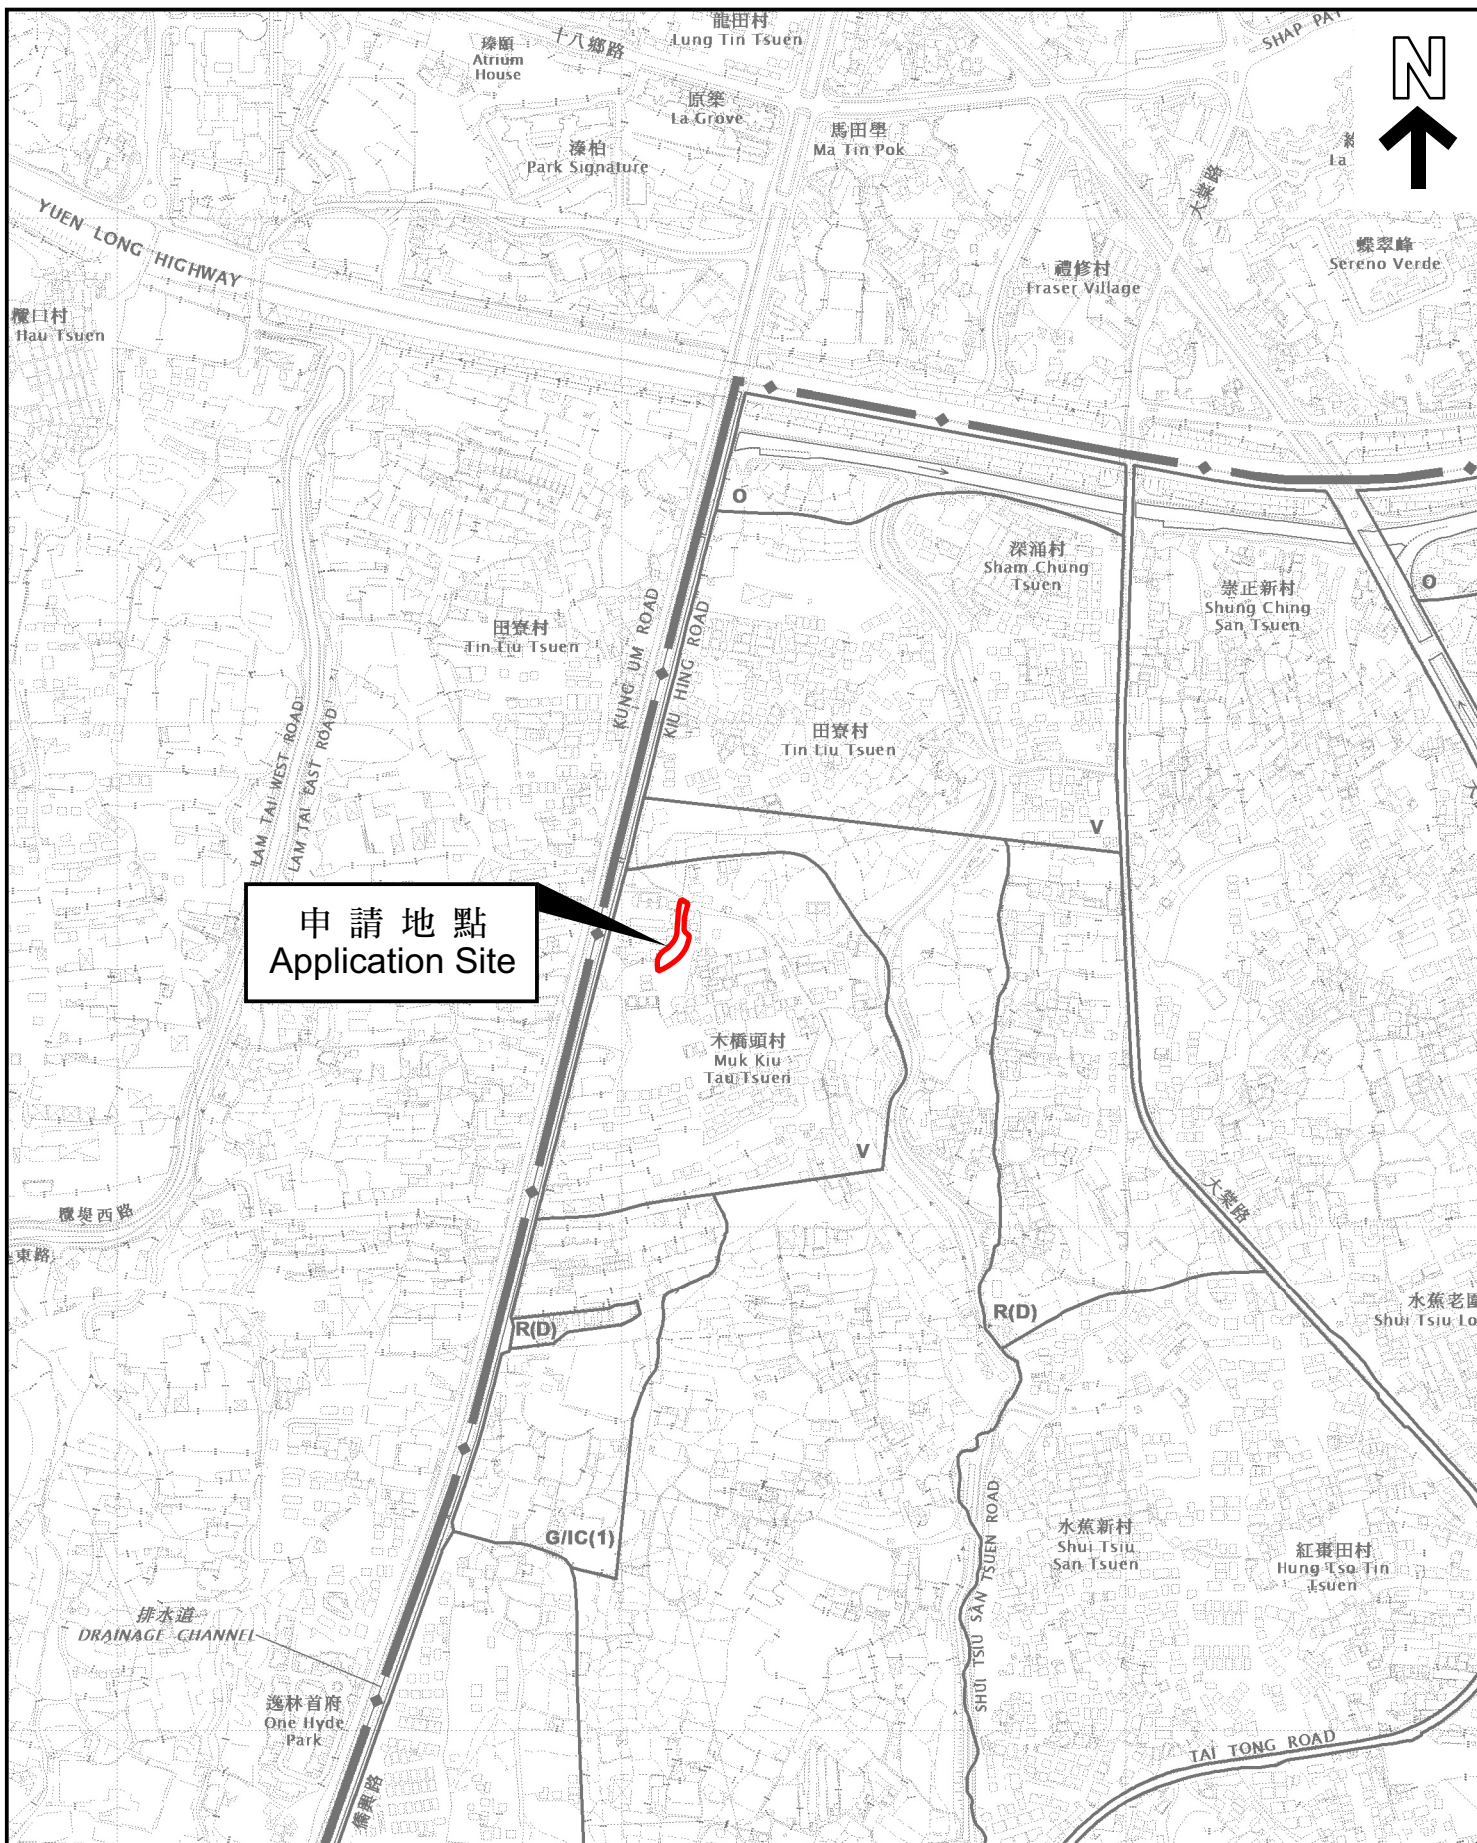 龍田村
Lung Tin Tsuen
十八鄉路
臻頤
Atrium
House
原築
La Grove
溱柏
Park Signature
馬田壆
Ma Tin Pok
SHAP PAT
N
La
大棠路
蝶翠峰
Sereno Verde
禮修村
Fraser Village
YUEN LONG HIGHWAY
欖口村
Hau Tsuen
O
深涌村
Sham Chung
Tsuen
崇正新村
Shung Ching
San Tsuen
O
田寮村
Tin Liu Tsuen
KUNG UM ROAD
KIU HING ROAD
田寮村
Tin Liu Tsuen
LAM TAI WEST ROAD
LAM TAI EAST ROAD
V
申請地點
Application Site
木橋頭村
Muk Kiu
Tau Tsuen
V
欖堤西路
東路
大棠路
R(D)
R(D)
水蕉老圍
Shui Tsiu Lo
G/IC(1)
SHUI TSIU SAN TSUEN ROAD
水蕉新村
Shui Tsiu
San Tsuen
紅棗田村
Hung Tso Tin
Tsuen
排水道
DRAINAGE CHANNEL
逸林首府
One Hyde
Park
TAI TONG ROAD
僑興路